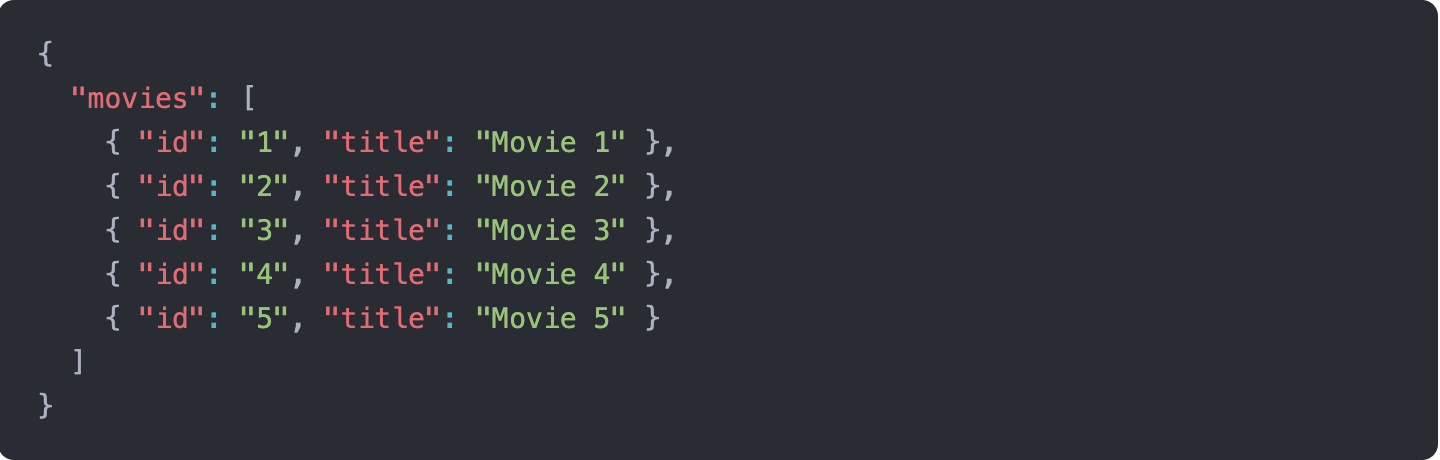 {
  "movies": [
    { "id": "1", "title": "Movie 1" },
    { "id": "2", "title": "Movie 2" },
    { "id": "3", "title": "Movie 3" },
    { "id": "4", "title": "Movie 4" },
    { "id": "5", "title": "Movie 5" }
  ]
}